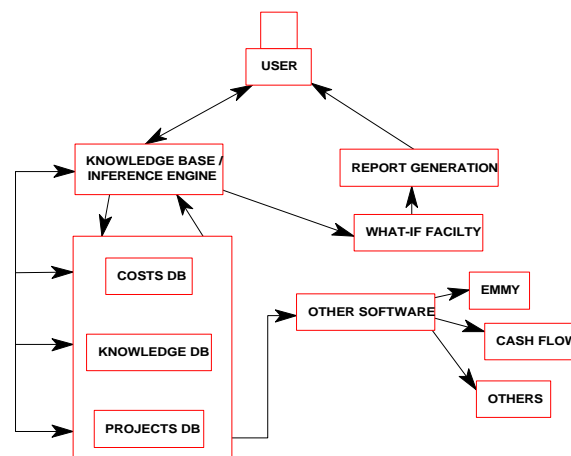 USER
KNOWLEDGE BASE /
INFERENCE ENGINE
REPORT GENERATION
WHAT-IF FACILTY
COSTS DB
EMMY
OTHER SOFTWARE
CASH FLOW
KNOWLEDGE DB
OTHERS
PROJECTS DB